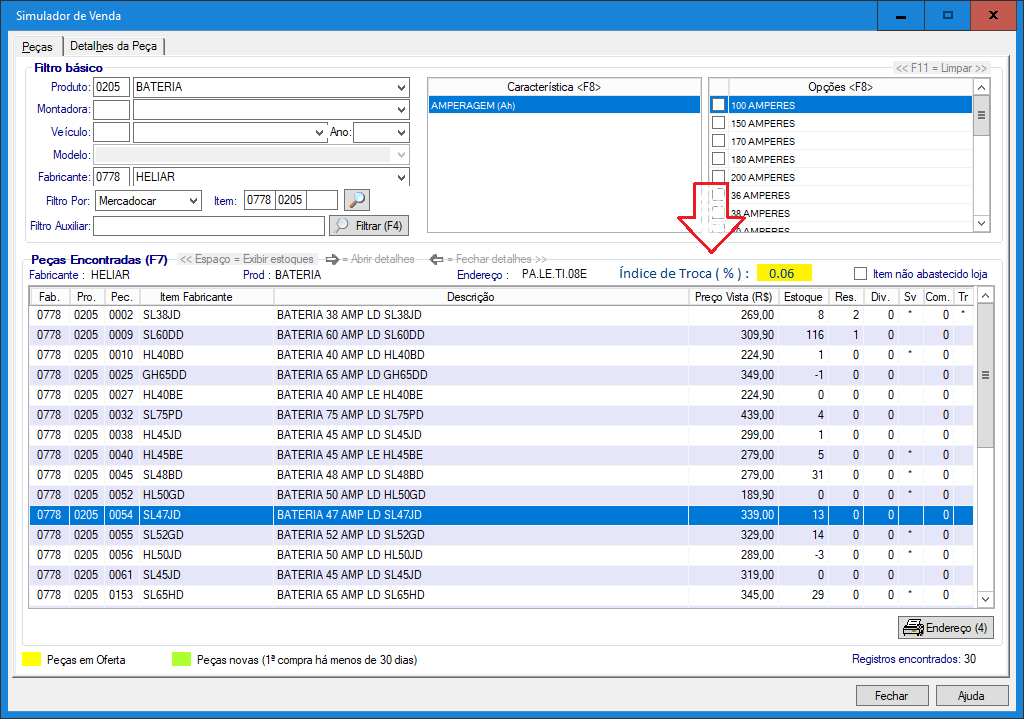 Simulador de Venda
Peças Detalhes da Peça
Filtro básico << F11 = Limpar >>
Produto: 0205 BATERIA
Montadora:
Veículo: Ano:
Modelo:
Fabricante: 0778 HELIAR
Filtro Por: Mercadocar Item: 0778 0205
Filtro Auxiliar: Filtrar (F4)
Característica <F8>
AMPERAGEM (Ah)
Opções <F8>
100 AMPERES
150 AMPERES
170 AMPERES
180 AMPERES
200 AMPERES
36 AMPERES
38 AMPERES
AMPERES
Peças Encontradas (F7) << Espaço = Exibir estoques = Abrir detalhes = Fechar detalhes >>
Fabricante : HELIAR Prod : BATERIA Endereço : PA.LE.TI.08E Índice de Troca ( % ) : 0.06 Item não abastecido loja
Fab. Pro. Pec. Item Fabricante Descrição Preço Vista (R$) Estoque Res. Div. Sv Com. Tr
0778 0205 0002 SL38JD BATERIA 38 AMP LD SL38JD 269,00 8 2 0 * 0 *
0778 0205 0009 SL60DD BATERIA 60 AMP LD SL60DD 309,90 116 1 0 0
0778 0205 0010 HL40BD BATERIA 40 AMP LD HL40BD 224,90 1 0 0 * 0
0778 0205 0025 GH65DD BATERIA 65 AMP LD GH65DD 349,00 -1 0 0 0
0778 0205 0027 HL40BE BATERIA 40 AMP LE HL40BE 224,90 0 0 0 0
0778 0205 0032 SL75PD BATERIA 75 AMP LD SL75PD 439,00 4 0 0 0
0778 0205 0038 HL45JD BATERIA 45 AMP LD SL45JD 299,00 1 0 0 0
0778 0205 0040 HL45BE BATERIA 45 AMP LE HL45BE 279,00 5 0 0 * 0
0778 0205 0045 SL48BD BATERIA 48 AMP LD SL48BD 279,00 31 0 0 * 0
0778 0205 0052 HL50GD BATERIA 50 AMP LD HL50GD 189,90 0 0 0 * 0
0778 0205 0054 SL47JD BATERIA 47 AMP LD SL47JD 339,00 13 0 0 0
0778 0205 0055 SL52GD BATERIA 52 AMP LD SL52GD 329,00 14 0 0 * 0
0778 0205 0056 HL50JD BATERIA 50 AMP LD HL50JD 289,00 -3 0 0 * 0
0778 0205 0061 SL45JD BATERIA 45 AMP LD SL45JD 319,00 0 0 0 0
0778 0205 0153 SL65HD BATERIA 65 AMP LD SL65HD 345,00 29 0 0 * 0
Endereço (4)
Peças em Oferta Peças novas (1ª compra há menos de 30 dias) Registros encontrados: 30
Fechar Ajuda